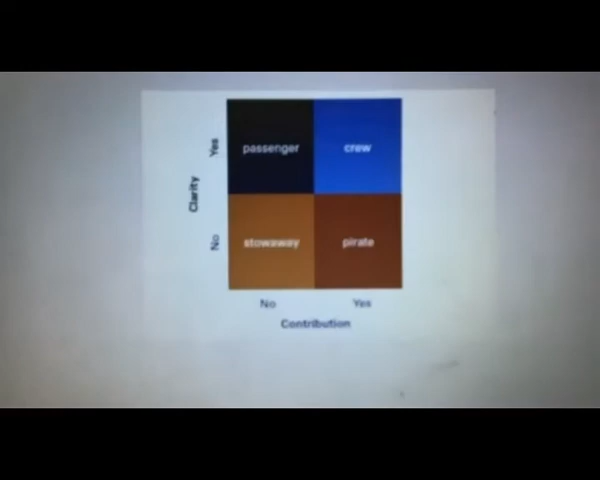 Yes
passenger
crew
Clarity
No
stowaway
pirate
No
Yes
Contribution